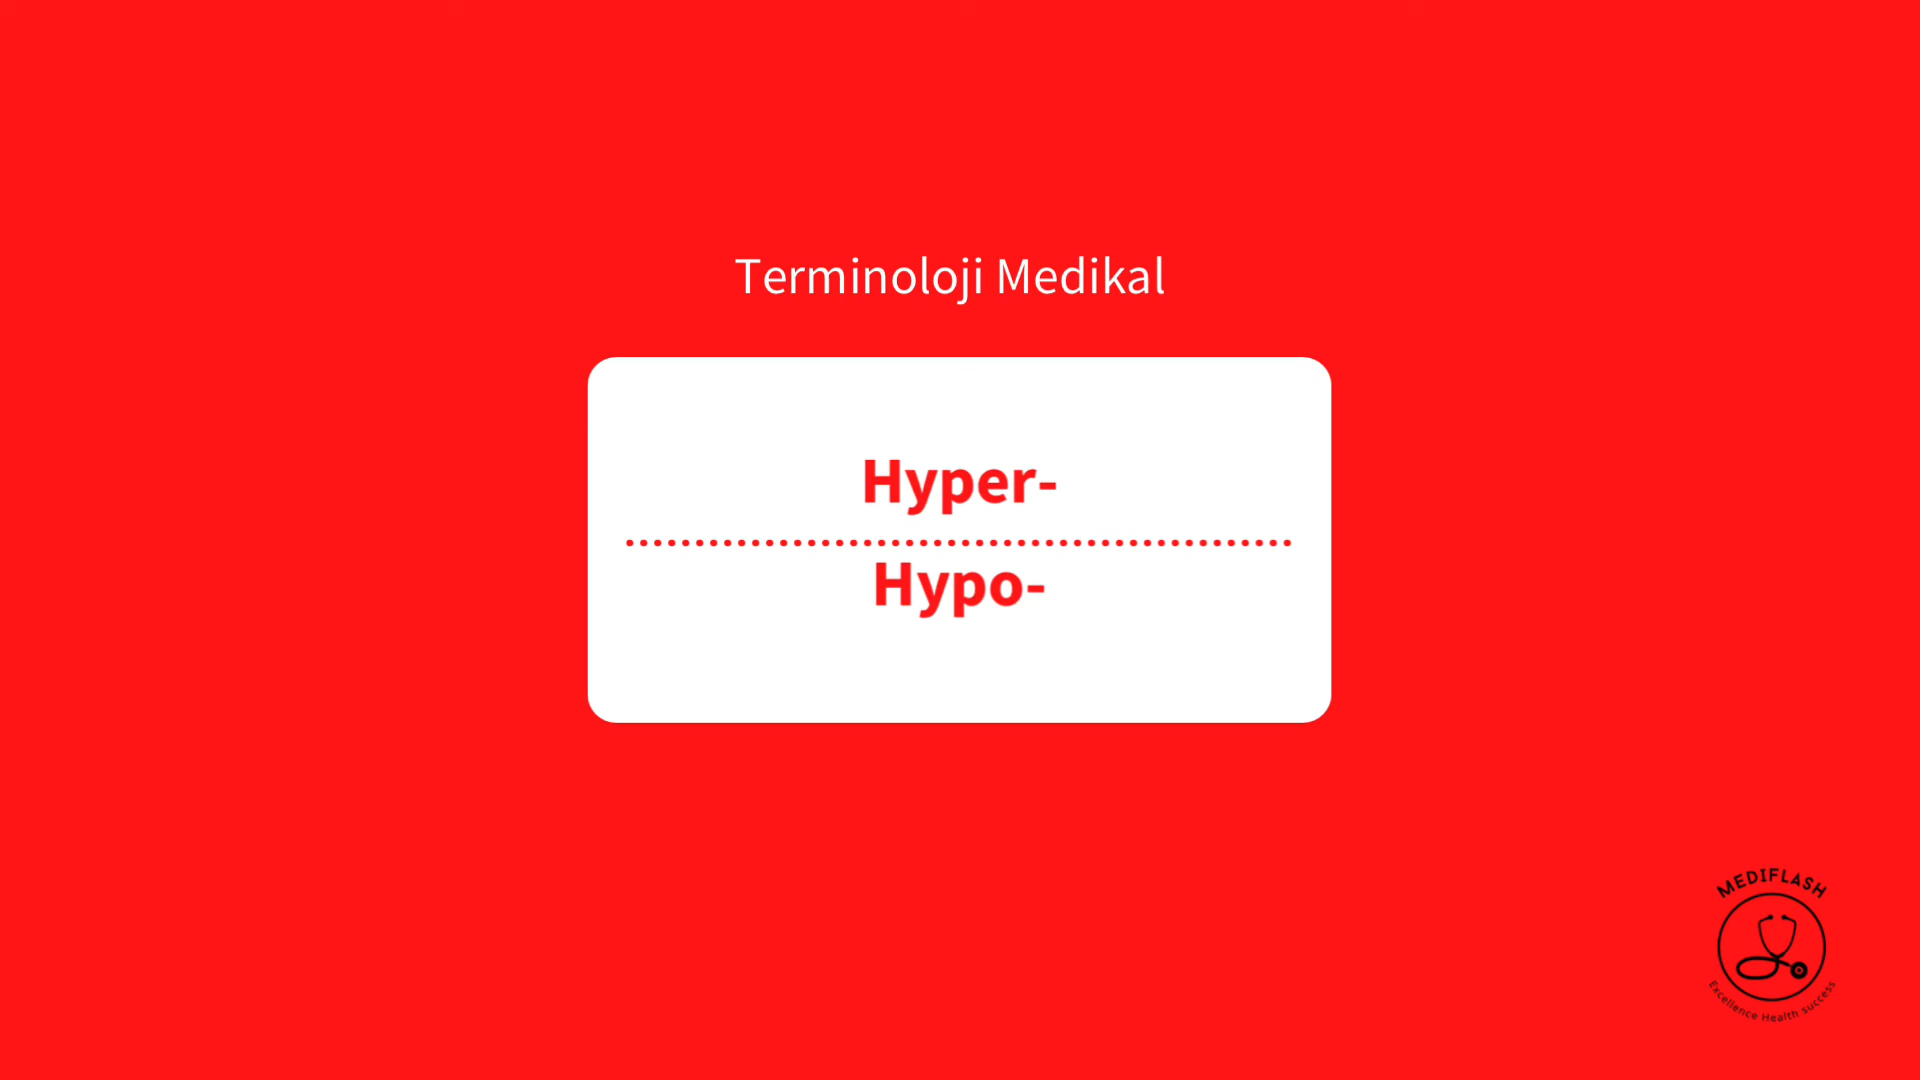 Terminoloji Medikal
Hyper-
Hypo-
MEDIFLASH
Excellence Health success